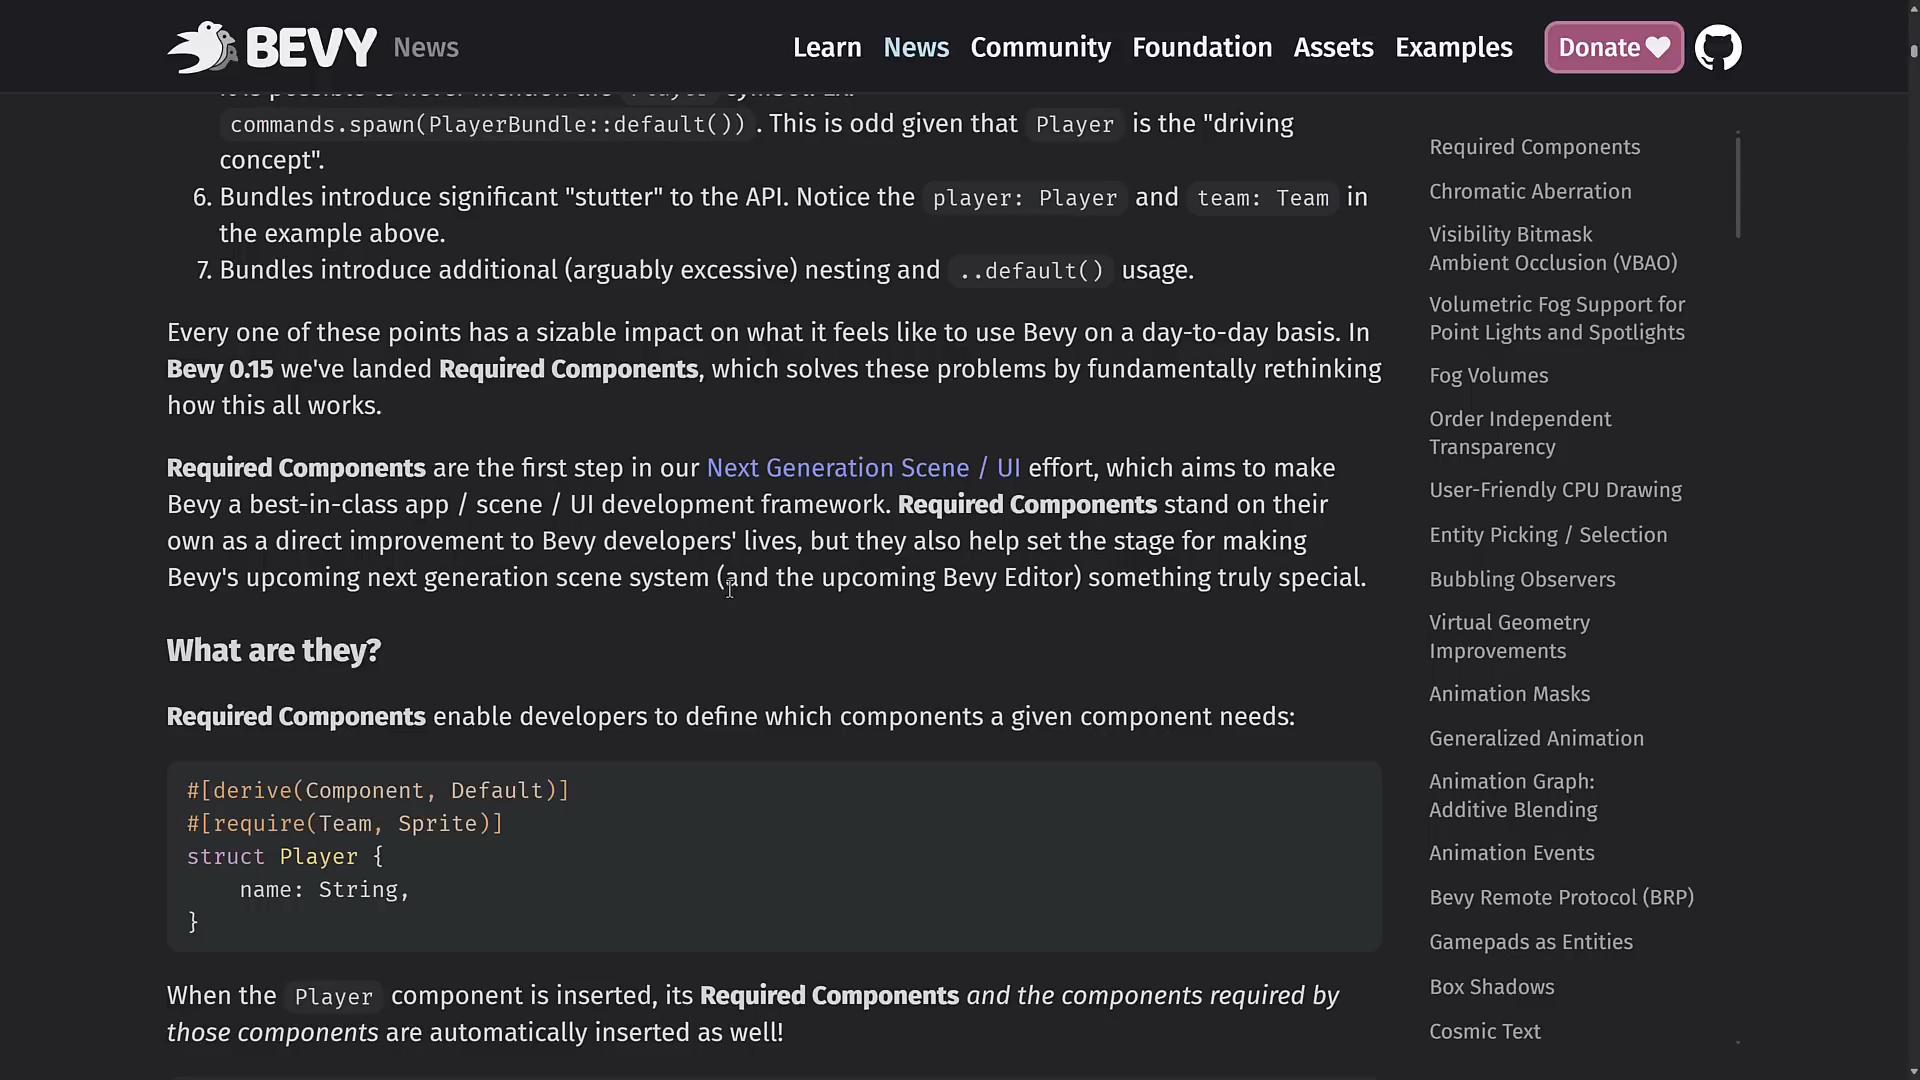 BEVY News
Learn News Community Foundation Assets Examples Donate
commands.spawn(PlayerBundle::default()) . This is odd given that Player is the "driving
concept".
6. Bundles introduce significant "stutter" to the API. Notice the player: Player and team: Team in
the example above.
7. Bundles introduce additional (arguably excessive) nesting and ..default() usage.
Every one of these points has a sizable impact on what it feels like to use Bevy on a day-to-day basis. In
Bevy 0.15 we've landed Required Components, which solves these problems by fundamentally rethinking
how this all works.
Required Components are the first step in our Next Generation Scene / UI effort, which aims to make
Bevy a best-in-class app / scene / UI development framework. Required Components stand on their
own as a direct improvement to Bevy developers' lives, but they also help set the stage for making
Bevy's upcoming next generation scene system (and the upcoming Bevy Editor) something truly special.
What are they?
Required Components enable developers to define which components a given component needs:
#[derive(Component, Default)]
#[require(Team, Sprite)]
struct Player {
    name: String,
}
When the Player component is inserted, its Required Components and the components required by
those components are automatically inserted as well!
Required Components
Chromatic Aberration
Visibility Bitmask
Ambient Occlusion (VBAO)
Volumetric Fog Support for
Point Lights and Spotlights
Fog Volumes
Order Independent
Transparency
User-Friendly CPU Drawing
Entity Picking / Selection
Bubbling Observers
Virtual Geometry
Improvements
Animation Masks
Generalized Animation
Animation Graph:
Additive Blending
Animation Events
Bevy Remote Protocol (BRP)
Gamepads as Entities
Box Shadows
Cosmic Text